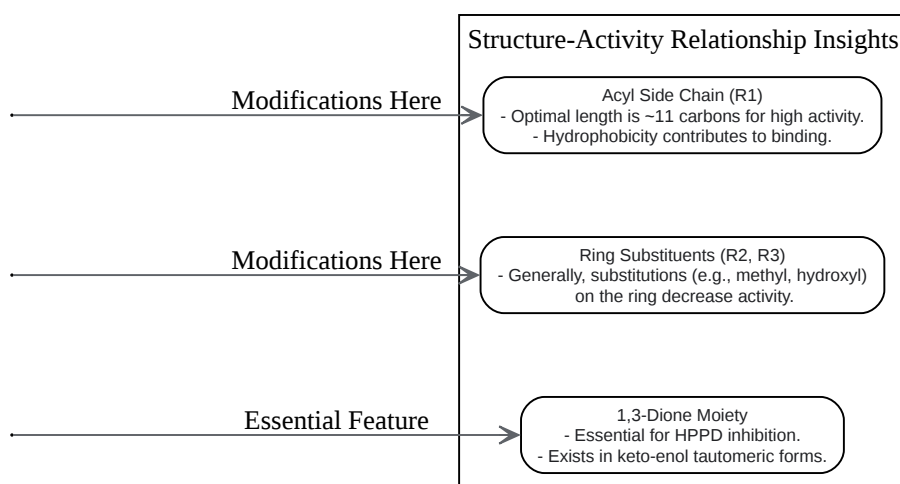 Structure-Activity Relationship Insights
Modifications Here
Acyl Side Chain (R1)
- Optimal length is ~11 carbons for high activity.
- Hydrophobicity contributes to binding.
Modifications Here
Ring Substituents (R2, R3)
- Generally, substitutions (e.g., methyl, hydroxyl)
on the ring decrease activity.
Essential Feature
1,3-Dione Moiety
- Essential for HPPD inhibition.
- Exists in keto-enol tautomeric forms.